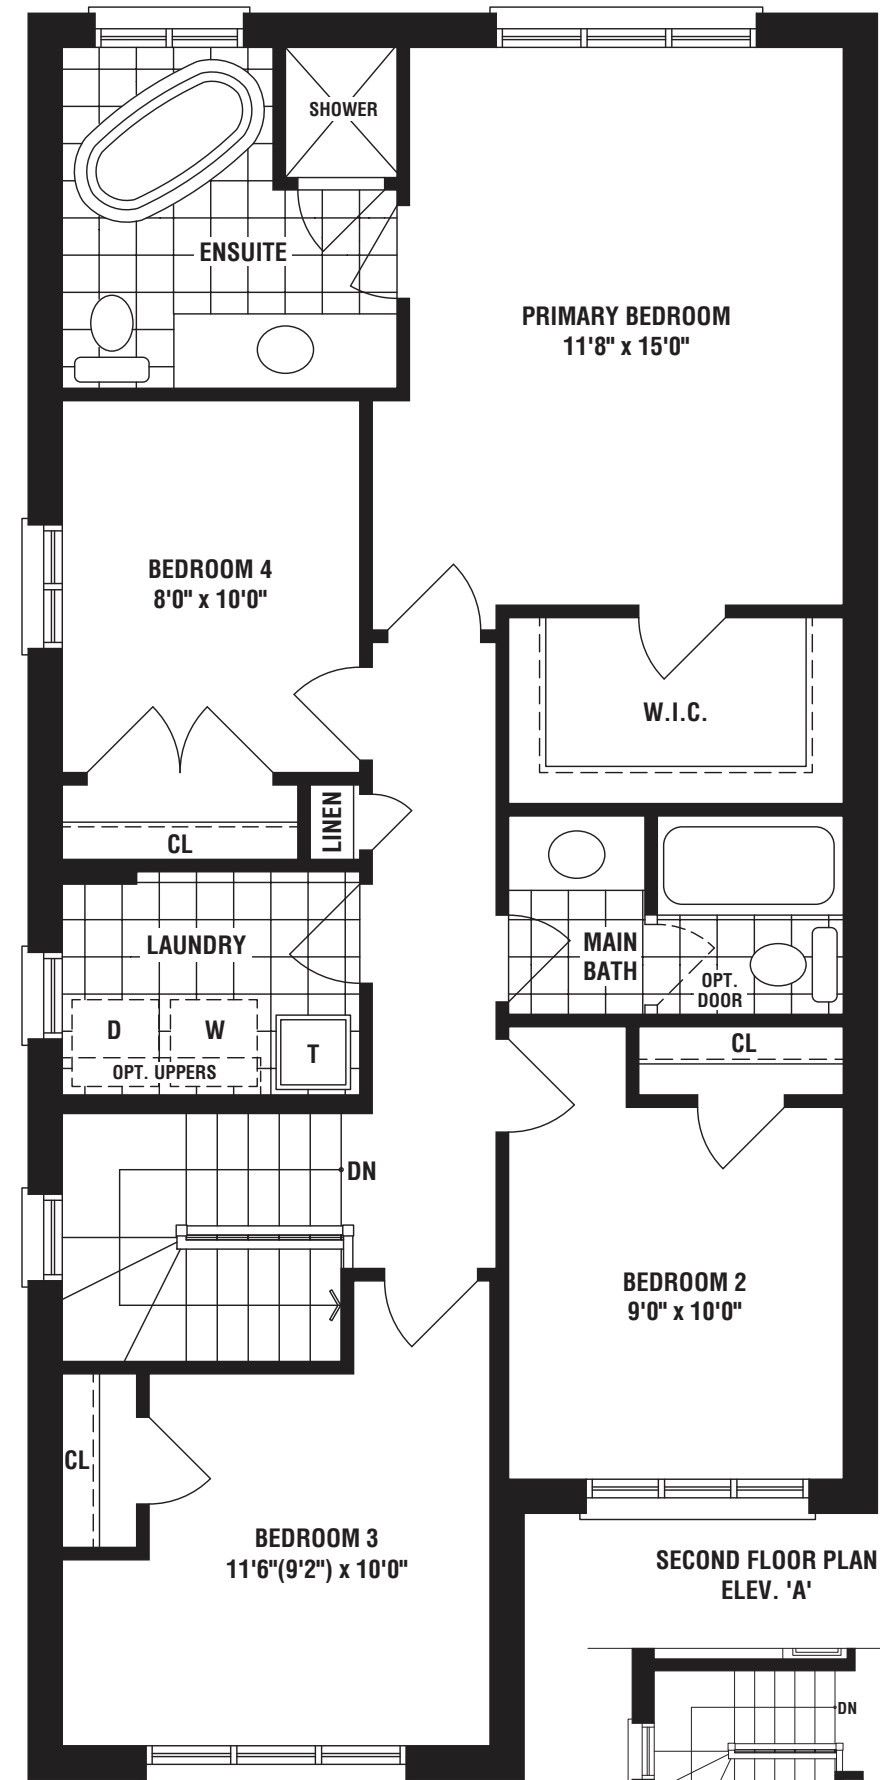 SHOWER
ENSUITE
PRIMARY BEDROOM
11'8" x 15'0"
BEDROOM 4
8'0" x 10'0"
W.I.C.
LINEN
CL
LAUNDRY
MAIN
BATH
OPT.
DOOR
D
W
T
OPT. UPPERS
CL
DN
BEDROOM 2
9'0" x 10'0"
CL
BEDROOM 3
11'6"(9'2") x 10'0"
SECOND FLOOR PLAN
ELEV. 'A'
DN